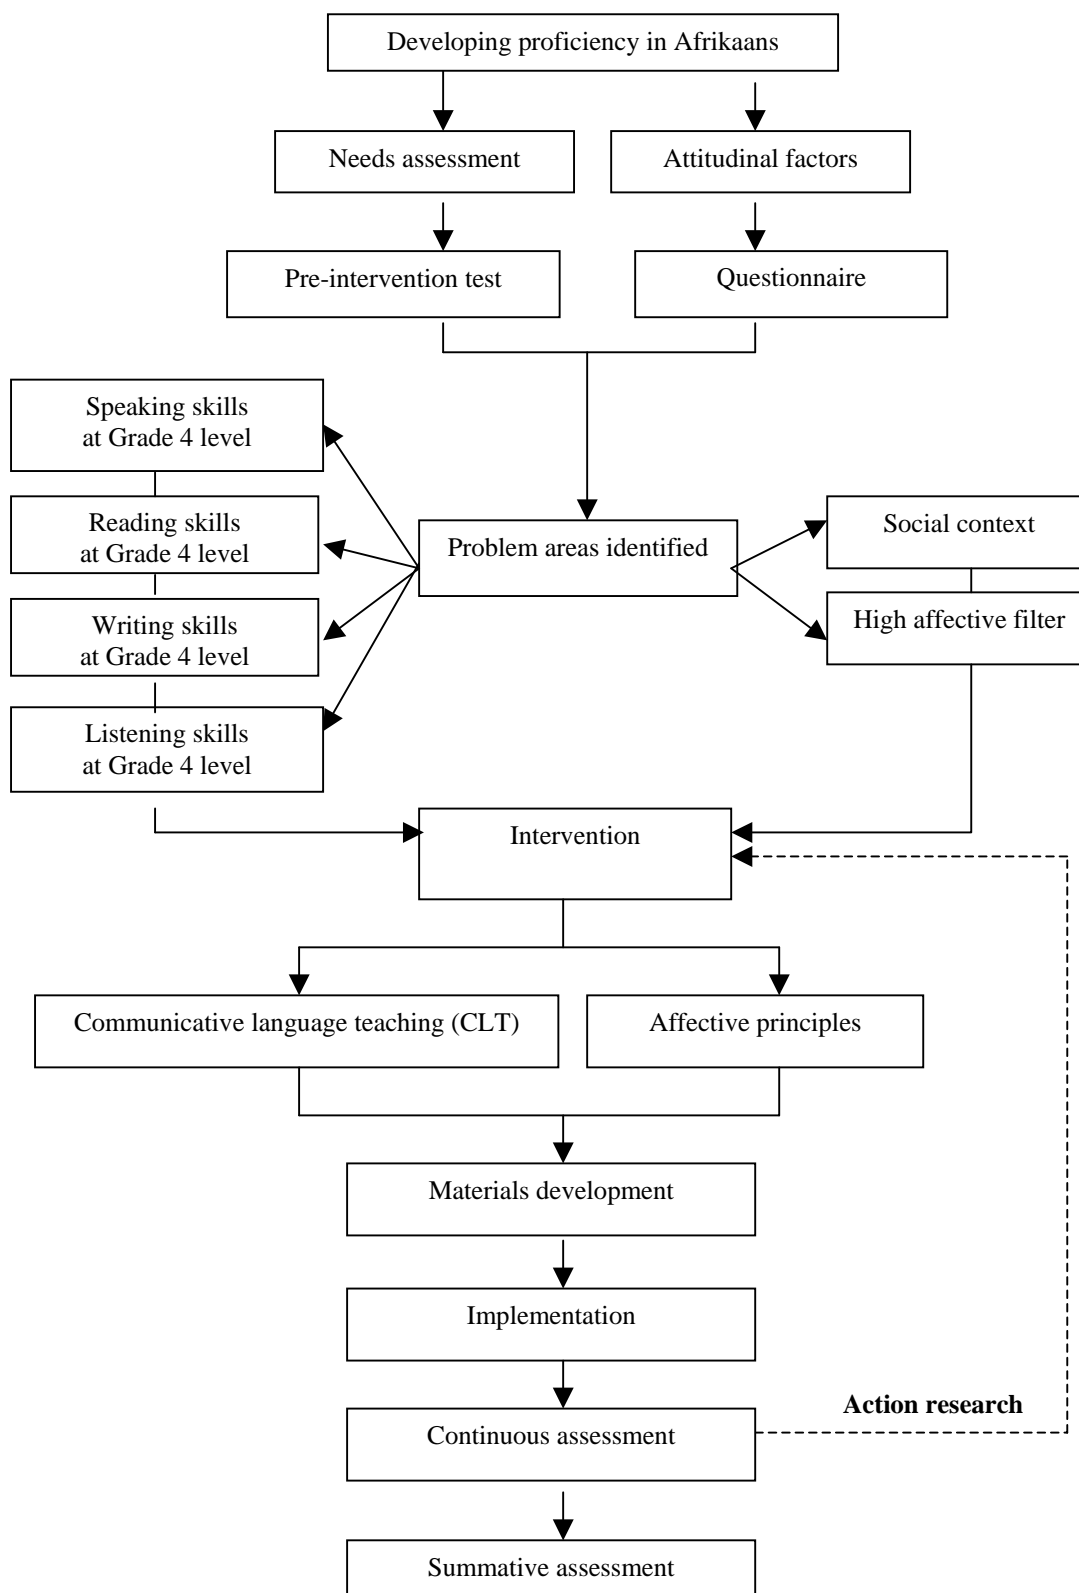 Developing proficiency in Afrikaans
Needs assessment
Attitudinal factors
Pre-intervention test
Questionnaire
Speaking skills
at Grade 4 level
Reading skills
at Grade 4 level
Writing skills
at Grade 4 level
Listening skills
at Grade 4 level
Problem areas identified
Social context
High affective filter
Intervention
Communicative language teaching (CLT)
Affective principles
Materials development
Implementation
Action research
Continuous assessment
Summative assessment